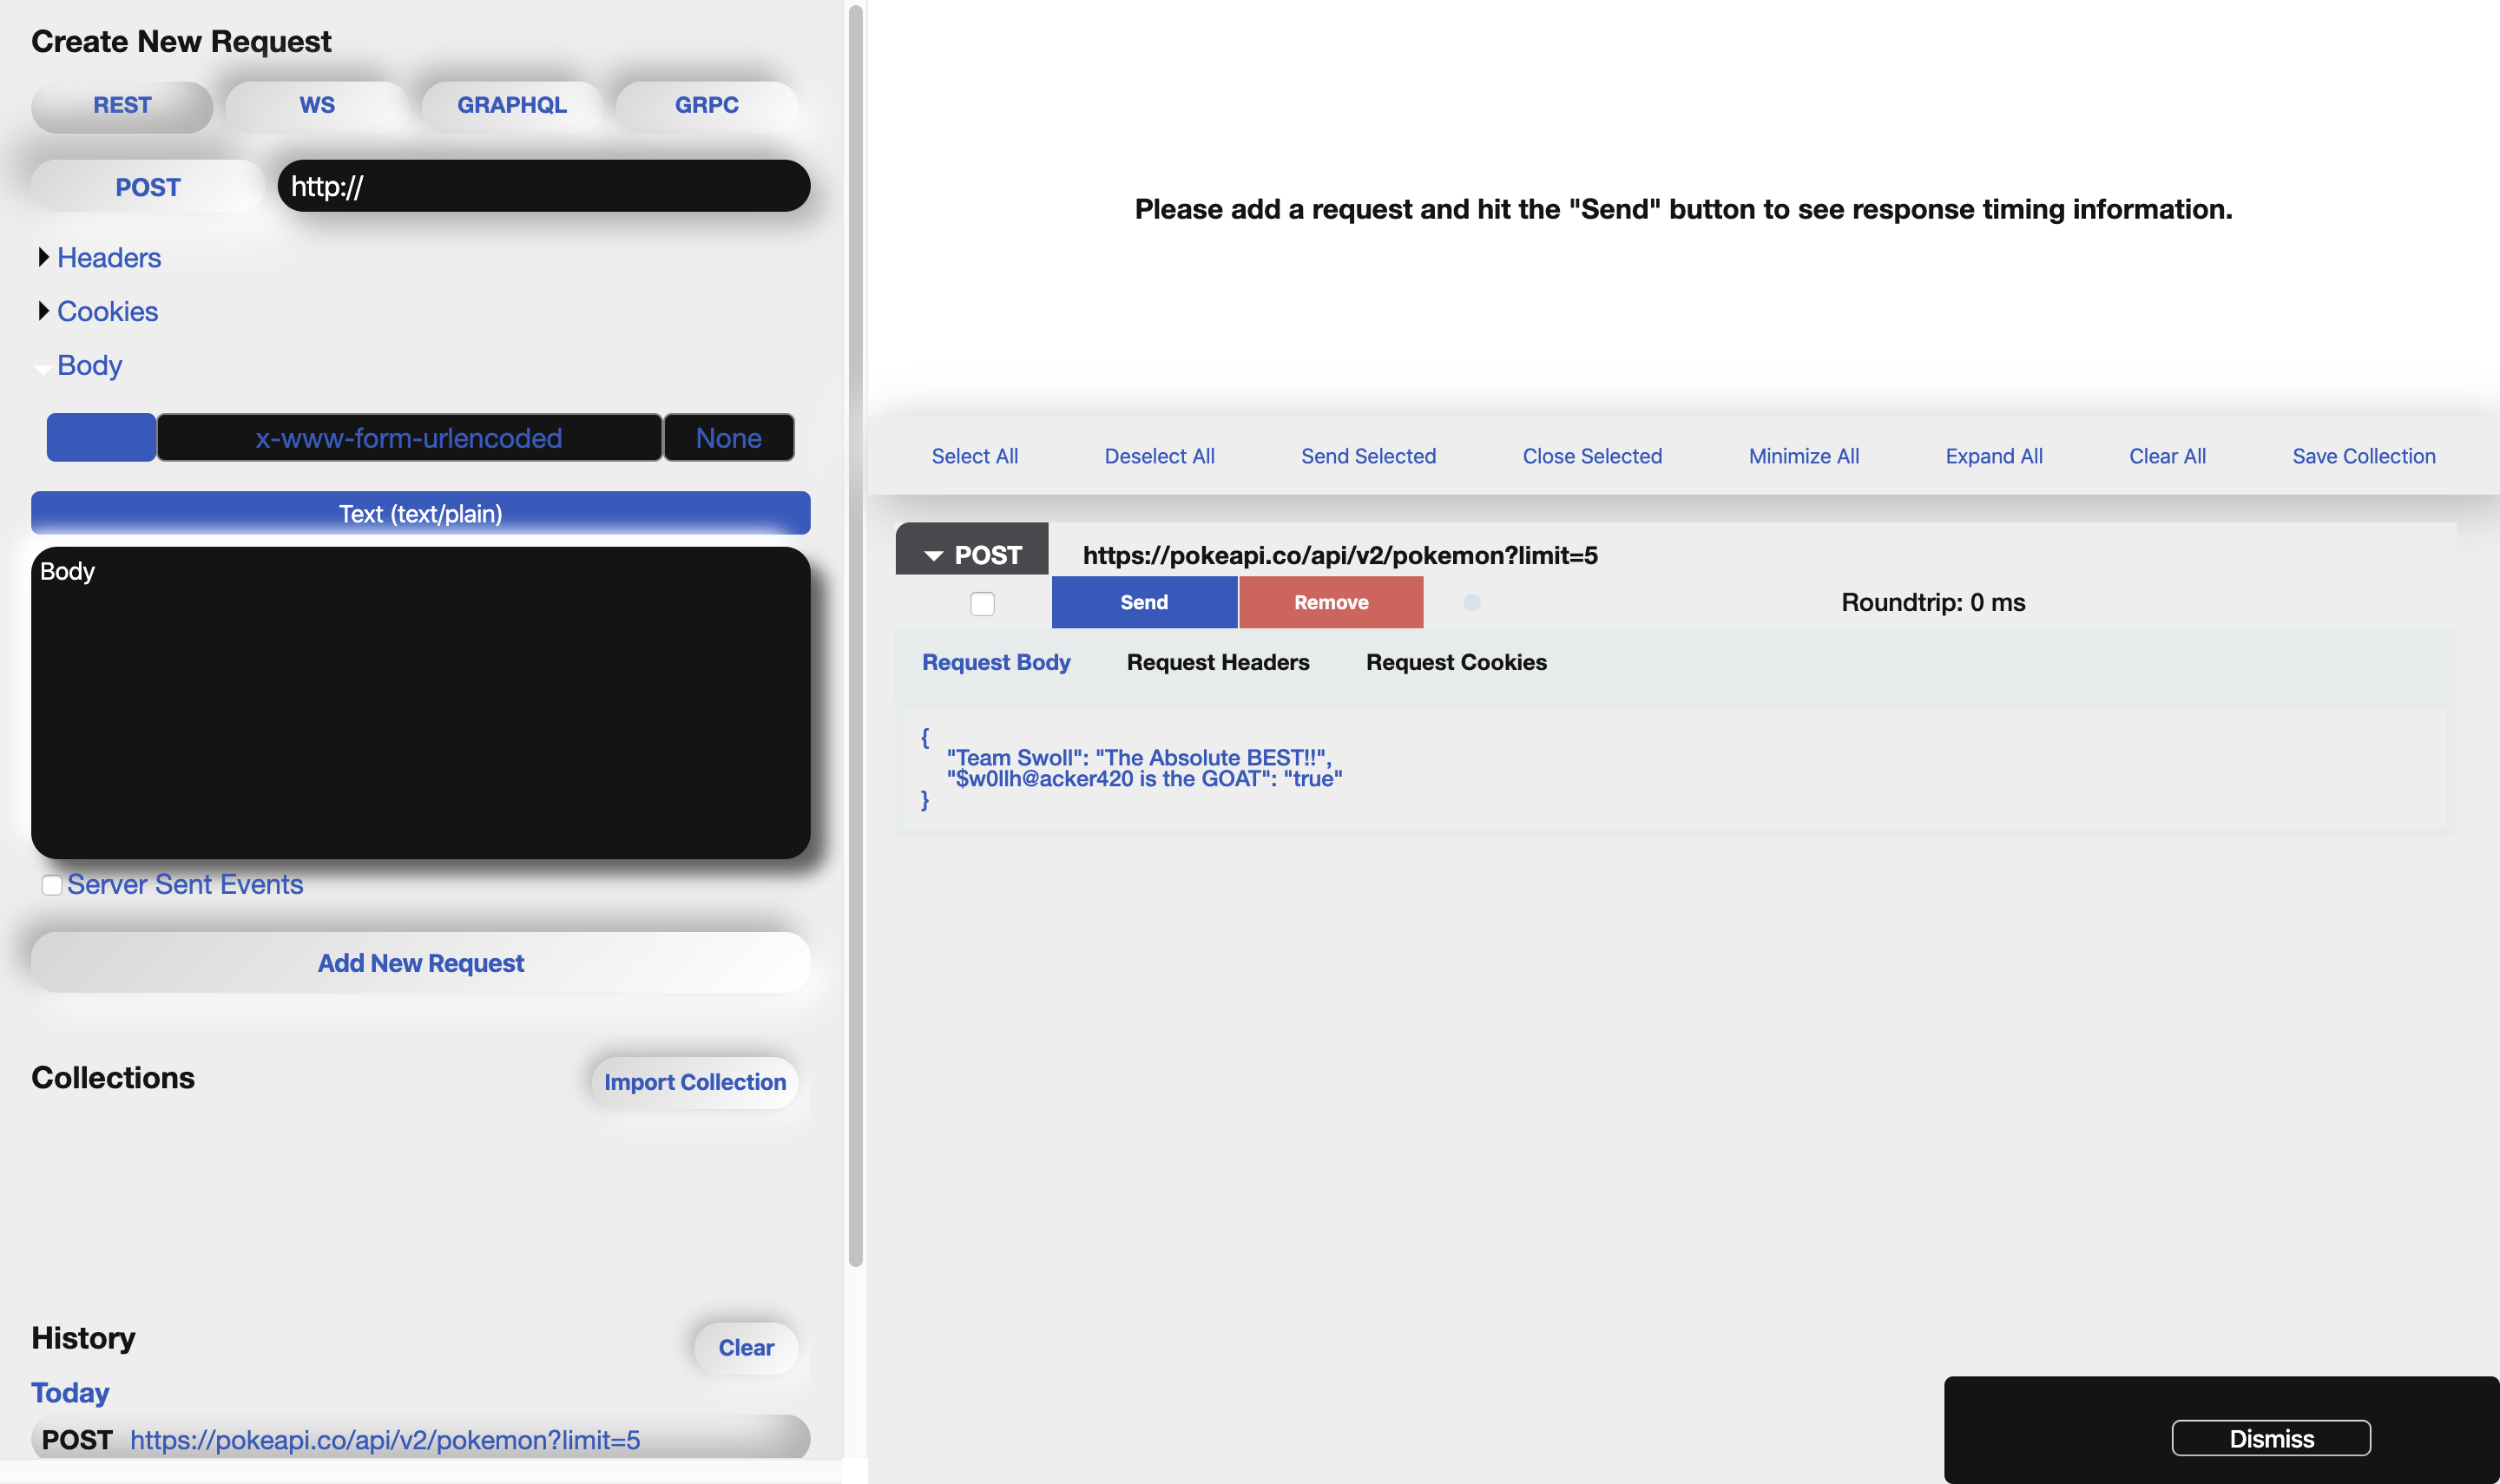 Create New Request
REST WS GRAPHQL GRPC
POST http://
Headers
Cookies
Body
x-www-form-urlencoded None
Text (text/plain)
Body
Server Sent Events
Add New Request
Collections Import Collection
History Clear
Today
POST https://pokeapi.co/api/v2/pokemon?limit=5
Please add a request and hit the "Send" button to see response timing information.
Select All Deselect All Send Selected Close Selected Minimize All Expand All Clear All Save Collection
POST https://pokeapi.co/api/v2/pokemon?limit=5
Send Remove Roundtrip: 0 ms
Request Body Request Headers Request Cookies
{
"Team Swoll": "The Absolute BEST!!",
"$w0llh@acker420 is the GOAT": "true"
}
Dismiss